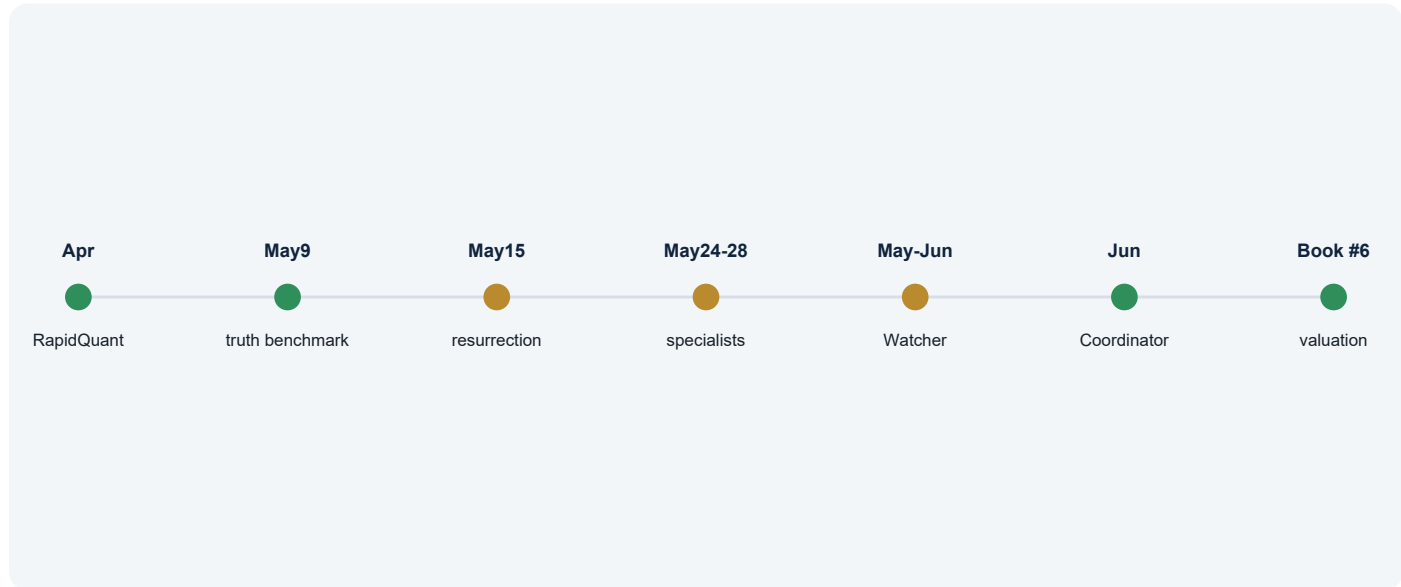 Apr
May9
May15
May24-28
May-Jun
Jun
Book #6
RapidQuant
truth benchmark
resurrection
specialists
Watcher
Coordinator
valuation